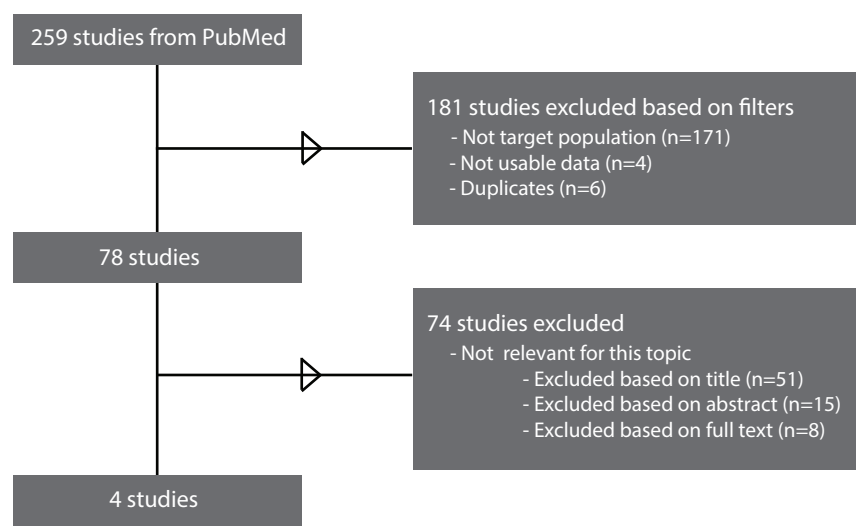 259 studies from PubMed
181 studies excluded based on filters
- Not target population (n=171)
- Not usable data (n=4)
- Duplicates (n=6)
78 studies
74 studies excluded
- Not relevant for this topic
- Excluded based on title (n=51)
- Excluded based on abstract (n=15)
- Excluded based on full text (n=8)
4 studies